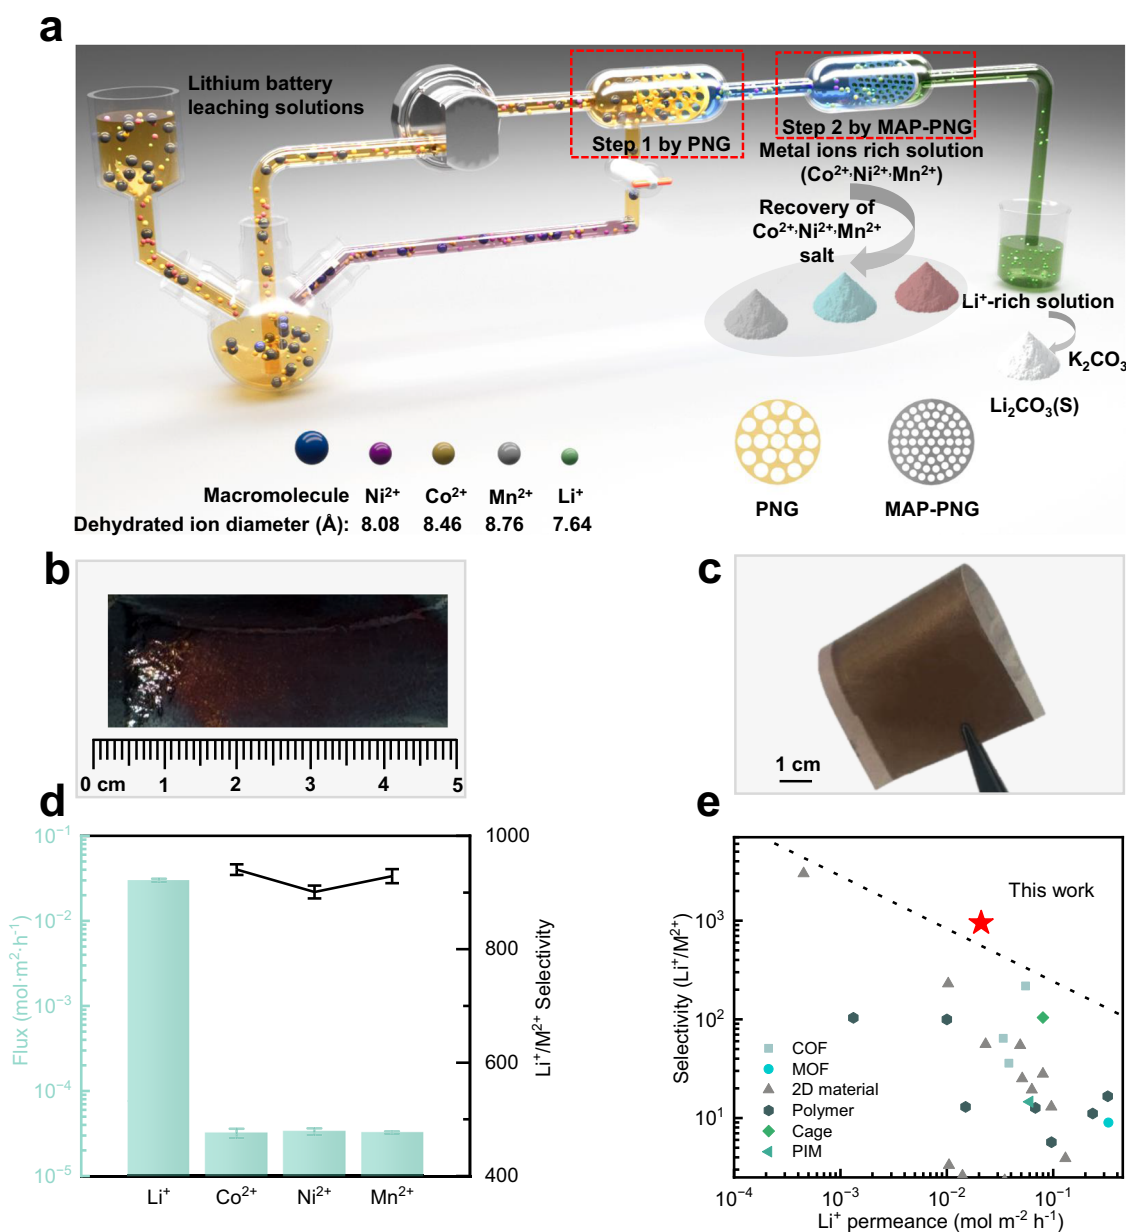 a
Lithium battery
leaching solutions
Step 1 by PNG
Step 2 by MAP-PNG
Metal ions rich solution
(Co²⁺,Ni²⁺,Mn²⁺)
Recovery of
Co²⁺,Ni²⁺,Mn²⁺
salt
Li⁺-rich solution
K₂CO₃
Li₂CO₃(S)
Macromolecule Ni²⁺ Co²⁺ Mn²⁺ Li⁺
Dehydrated ion diameter (Å): 8.08 8.46 8.76 7.64
PNG MAP-PNG
b
0 cm 1 2 3 4 5
c
1 cm
d
Flux (mol·m²·h⁻¹)
10⁻¹
10⁻²
10⁻³
10⁻⁴
10⁻⁵
1000
800
600
400
Li⁺/M²⁺ Selectivity
Li⁺ Co²⁺ Ni²⁺ Mn²⁺
e
Selectivity (Li⁺/M²⁺)
10³
10²
10¹
This work
COF
MOF
2D material
Polymer
Cage
PIM
10⁻⁴ 10⁻³ 10⁻² 10⁻¹
Li⁺ permeance (mol m⁻² h⁻¹)